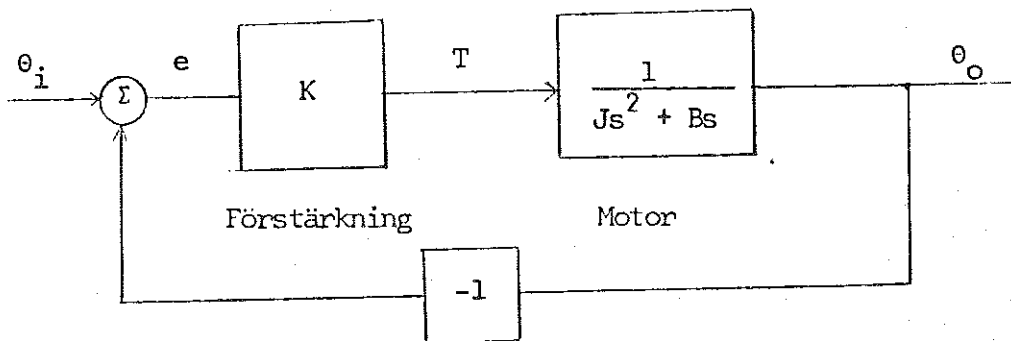 θi
Σ
e
K
T
1
Js² + Bs
θo
Förstärkning
Motor
-1